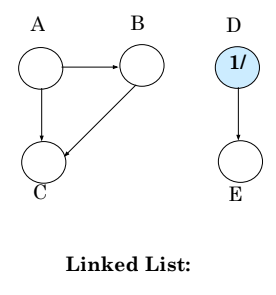 A B D
1/
C E
Linked List: